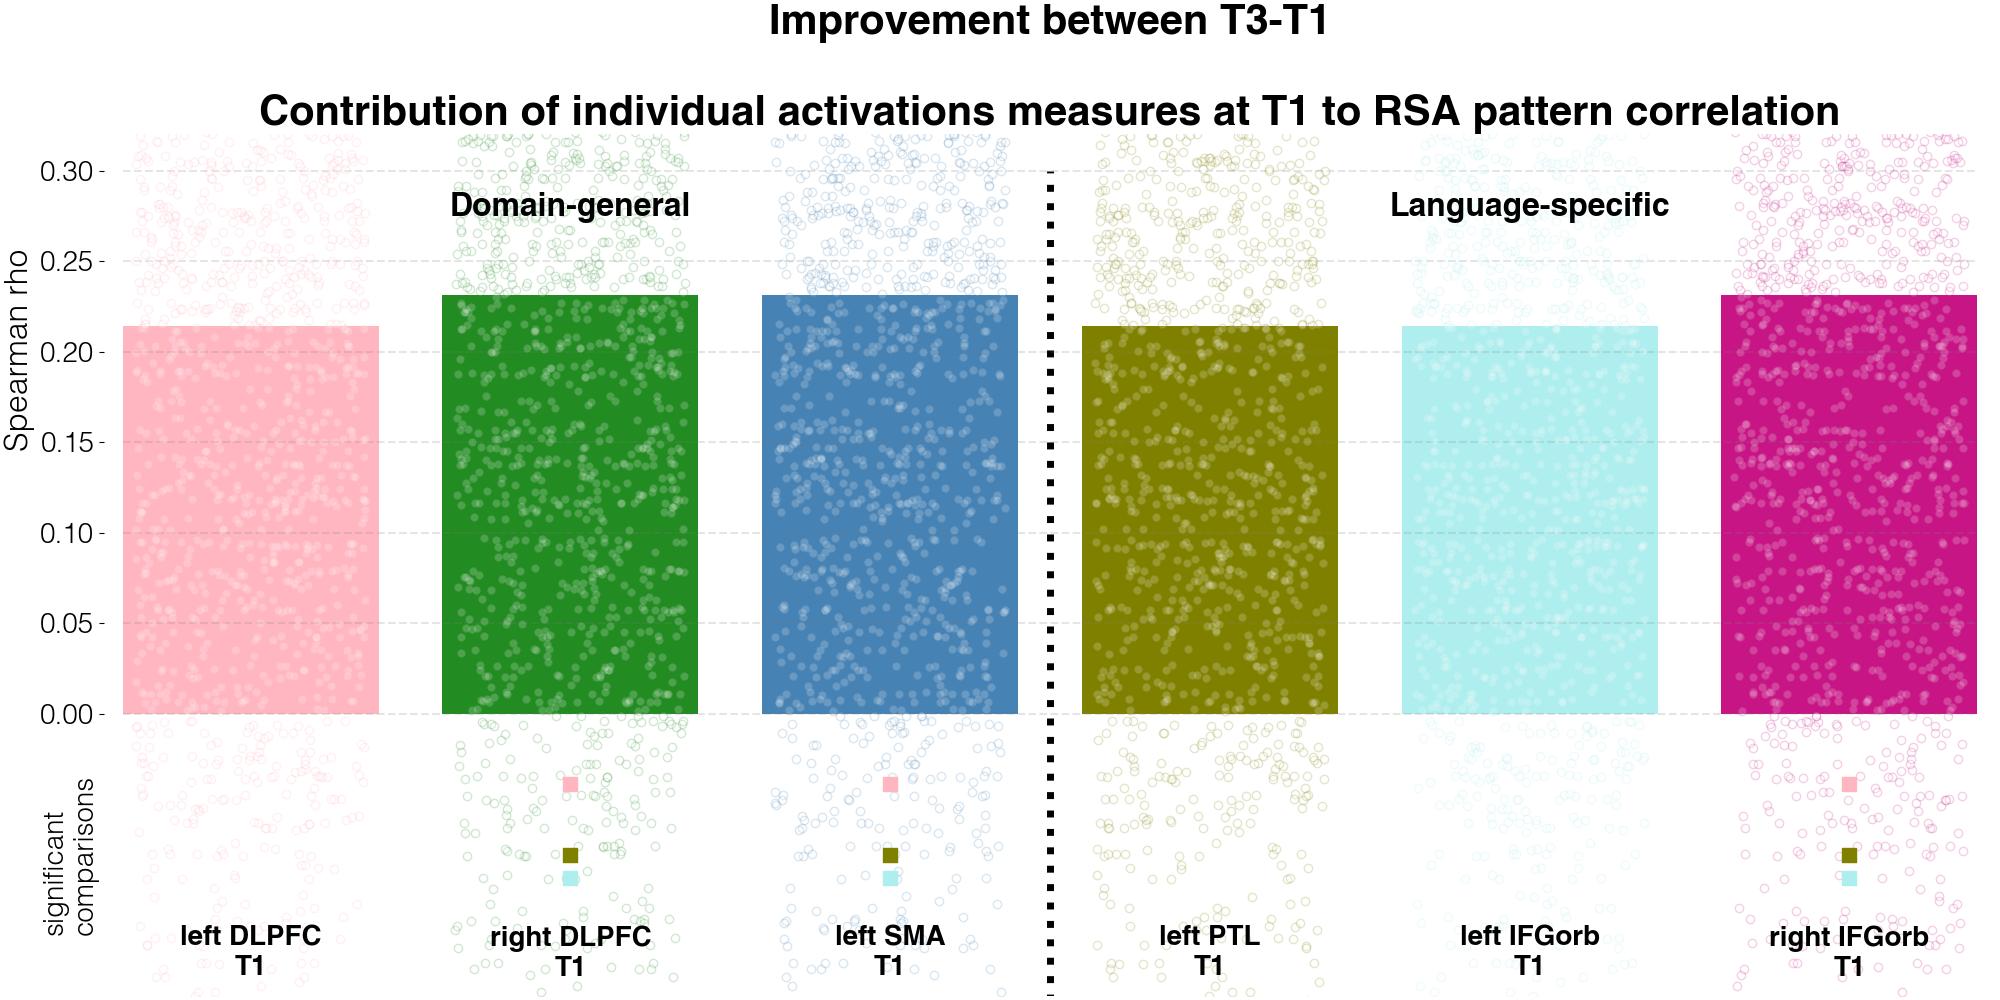 Improvement between T3-T1
Contribution of individual activations measures at T1 to RSA pattern correlation
Domain-general
Language-specific
Spearman rho
0.30
0.25
0.20
0.15
0.10
0.05
0.00
significant
comparisons
left DLPFC
T1
right DLPFC
T1
left SMA
T1
left PTL
T1
left IFGorb
T1
right IFGorb
T1